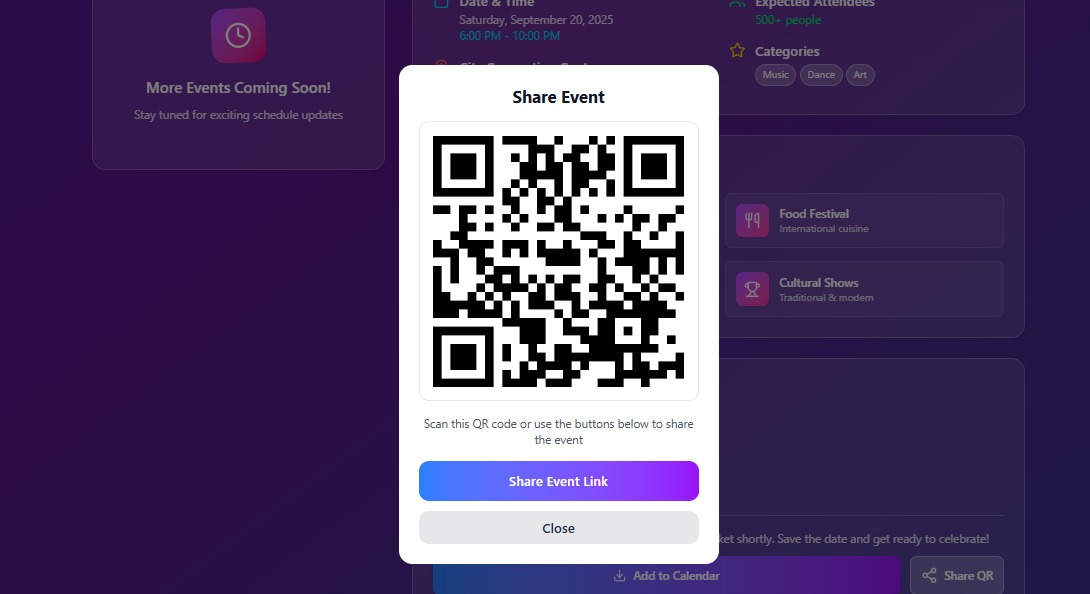 More Events Coming Soon!
Stay tuned for exciting schedule updates
Date & Time
Saturday, September 20, 2025
6:00 PM - 10:00 PM
Expected Attendees
500+ people
Categories
Music
Dance
Art
Share Event
Scan this QR code or use the buttons below to share
the event
Share Event Link
Close
Food Festival
International cuisine
Cultural Shows
Traditional & modern
shortly. Save the date and get ready to celebrate!
Add to Calendar
Share QR